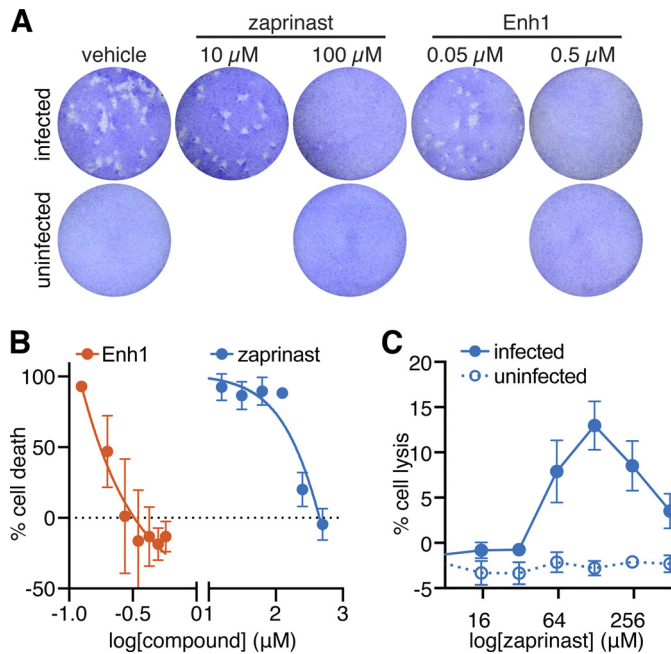 A
zaprinast
Enh1
vehicle
10 µM
100 µM
0.05 µM
0.5 µM
infected
uninfected
B
Enh1
zaprinast
% cell death
100
50
0
-50
-1.0
-0.5
0 1
2
3
log[compound] (µM)
C
infected
uninfected
% cell lysis
20
15
10
5
0
-5
16
64
256
log[zaprinast] (µM)